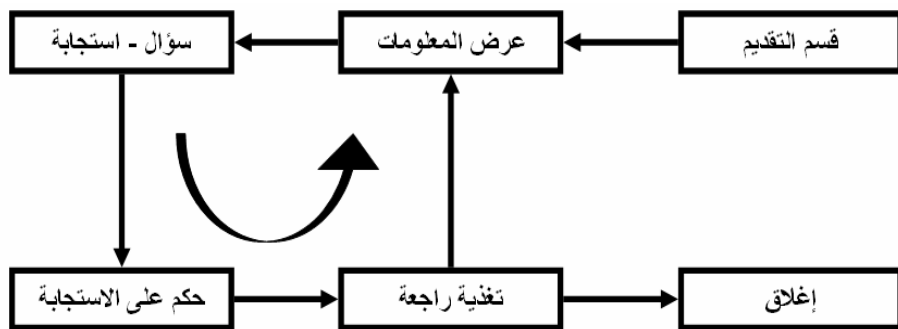 قسم التقديم
عرض المعلومات
سؤال - استجابة
حكم على الاستجابة
تغذية راجعة
إغلاق